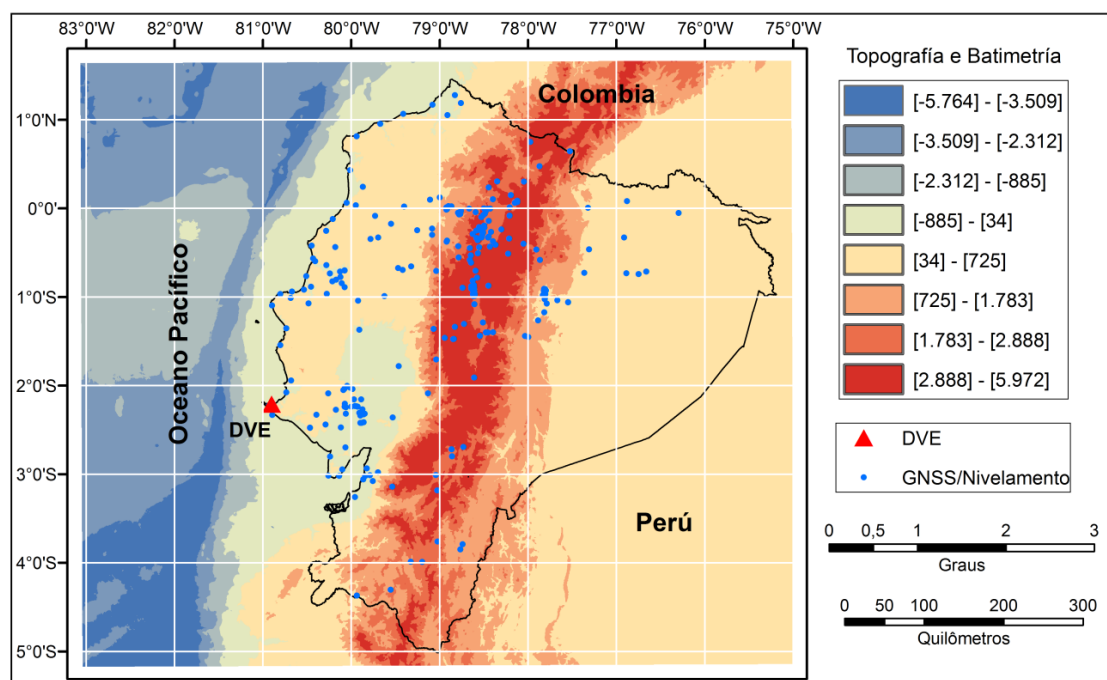 83°0'W 82°0'W 81°0'W 80°0'W 79°0'W 78°0'W 77°0'W 76°0'W 75°0'W
1°0'N
0°0'
1°0'S
2°0'S
3°0'S
4°0'S
5°0'S
Colombia
Oceano Pacífico
DVE
Perú
Topografía e Batimetría
[-5.764] - [-3.509]
[-3.509] - [-2.312]
[-2.312] - [-885]
[-885] - [34]
[34] - [725]
[725] - [1.783]
[1.783] - [2.888]
[2.888] - [5.972]
DVE
GNSS/Nivelamento
0 0,5 1 2 3
Graus
0 50 100 200 300
Quilômetros